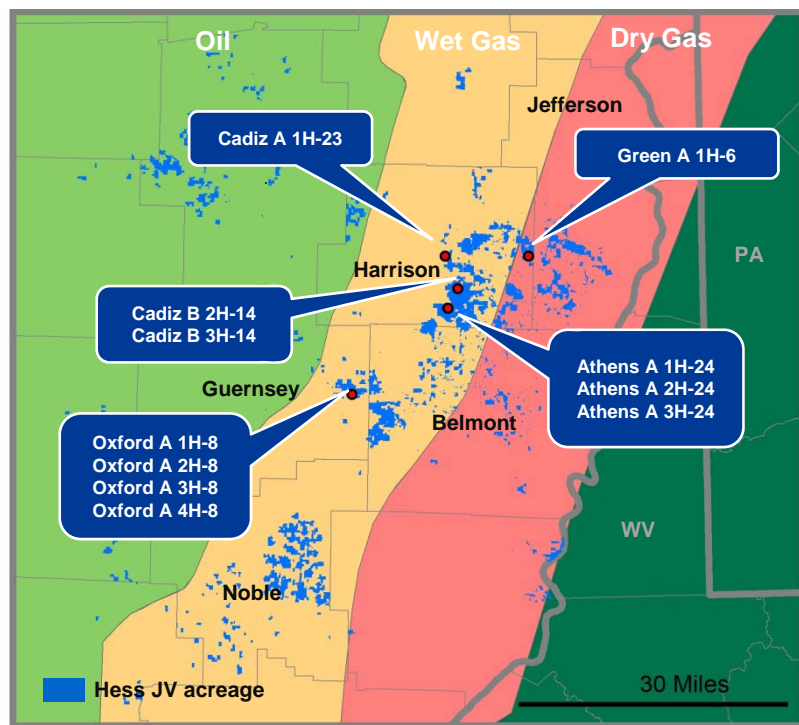 Oil
Wet Gas
Dry Gas
Jefferson
Cadiz A 1H-23
Green A 1H-6
PA
Harrison
Cadiz B 2H-14
Cadiz B 3H-14
Athens A 1H-24
Athens A 2H-24
Athens A 3H-24
Guernsey
Belmont
Oxford A 1H-8
Oxford A 2H-8
Oxford A 3H-8
Oxford A 4H-8
WV
Noble
Hess JV acreage
30 Miles